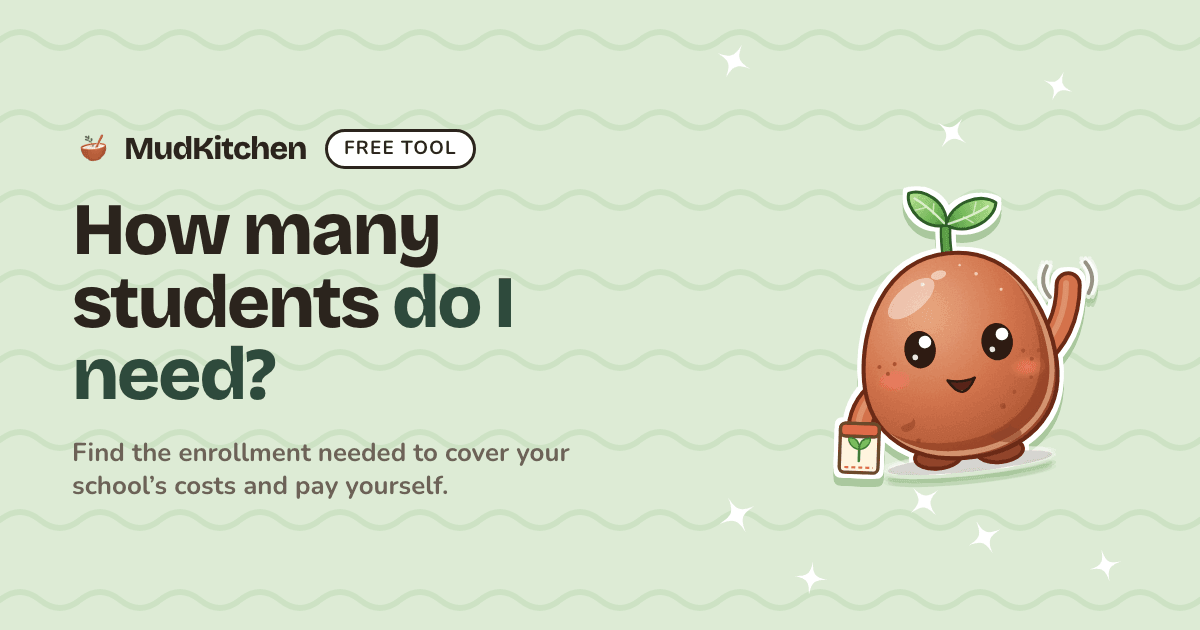 MudKitchen
FREE TOOL
How many
students do I
need?
Find the enrollment needed to cover your
school’s costs and pay yourself.